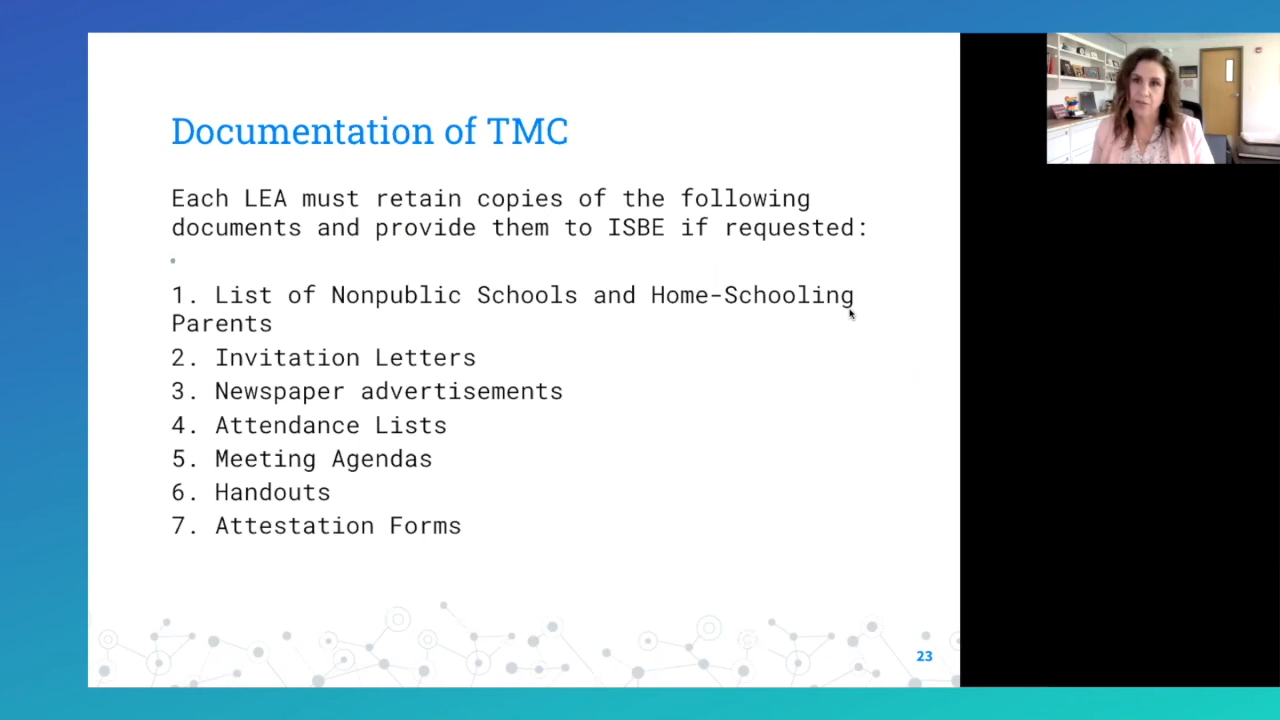 Documentation of TMC
Each LEA must retain copies of the following
documents and provide them to ISBE if requested:
1. List of Nonpublic Schools and Home-Schooling
Parents
2. Invitation Letters
3. Newspaper advertisements
4. Attendance Lists
5. Meeting Agendas
6. Handouts
7. Attestation Forms
23